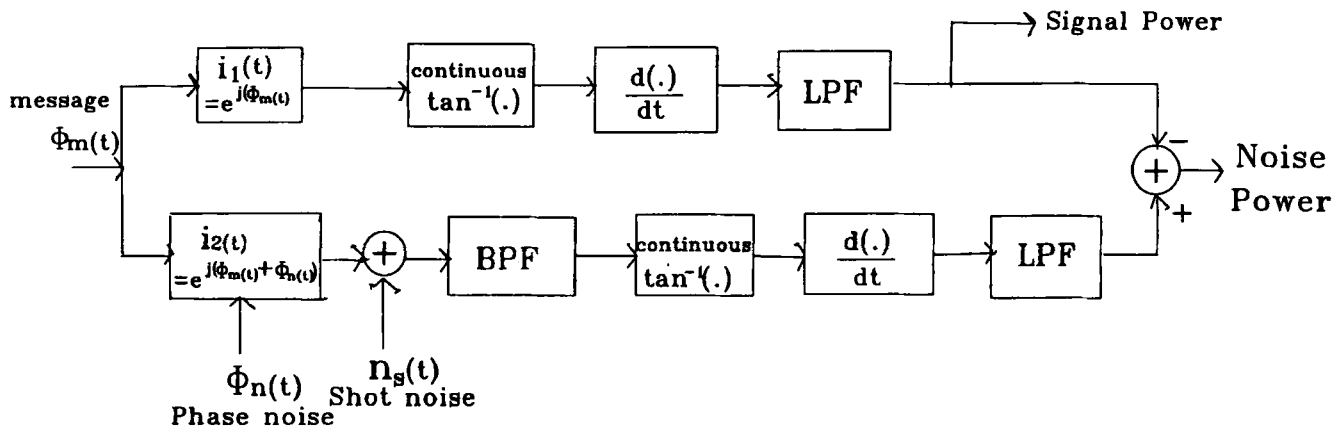 Signal Power
message
Φm(t)
i1(t)
=e^j(Φm(t)
continuous
tan⁻¹(.)
d(.)
dt
LPF
−
+
Noise
Power
+
i2(t)
=e^j(Φm(t)+Φn(t))
+
BPF
continuous
tan⁻¹(.)
d(.)
dt
LPF
Φn(t)
Phase noise
ns(t)
Shot noise